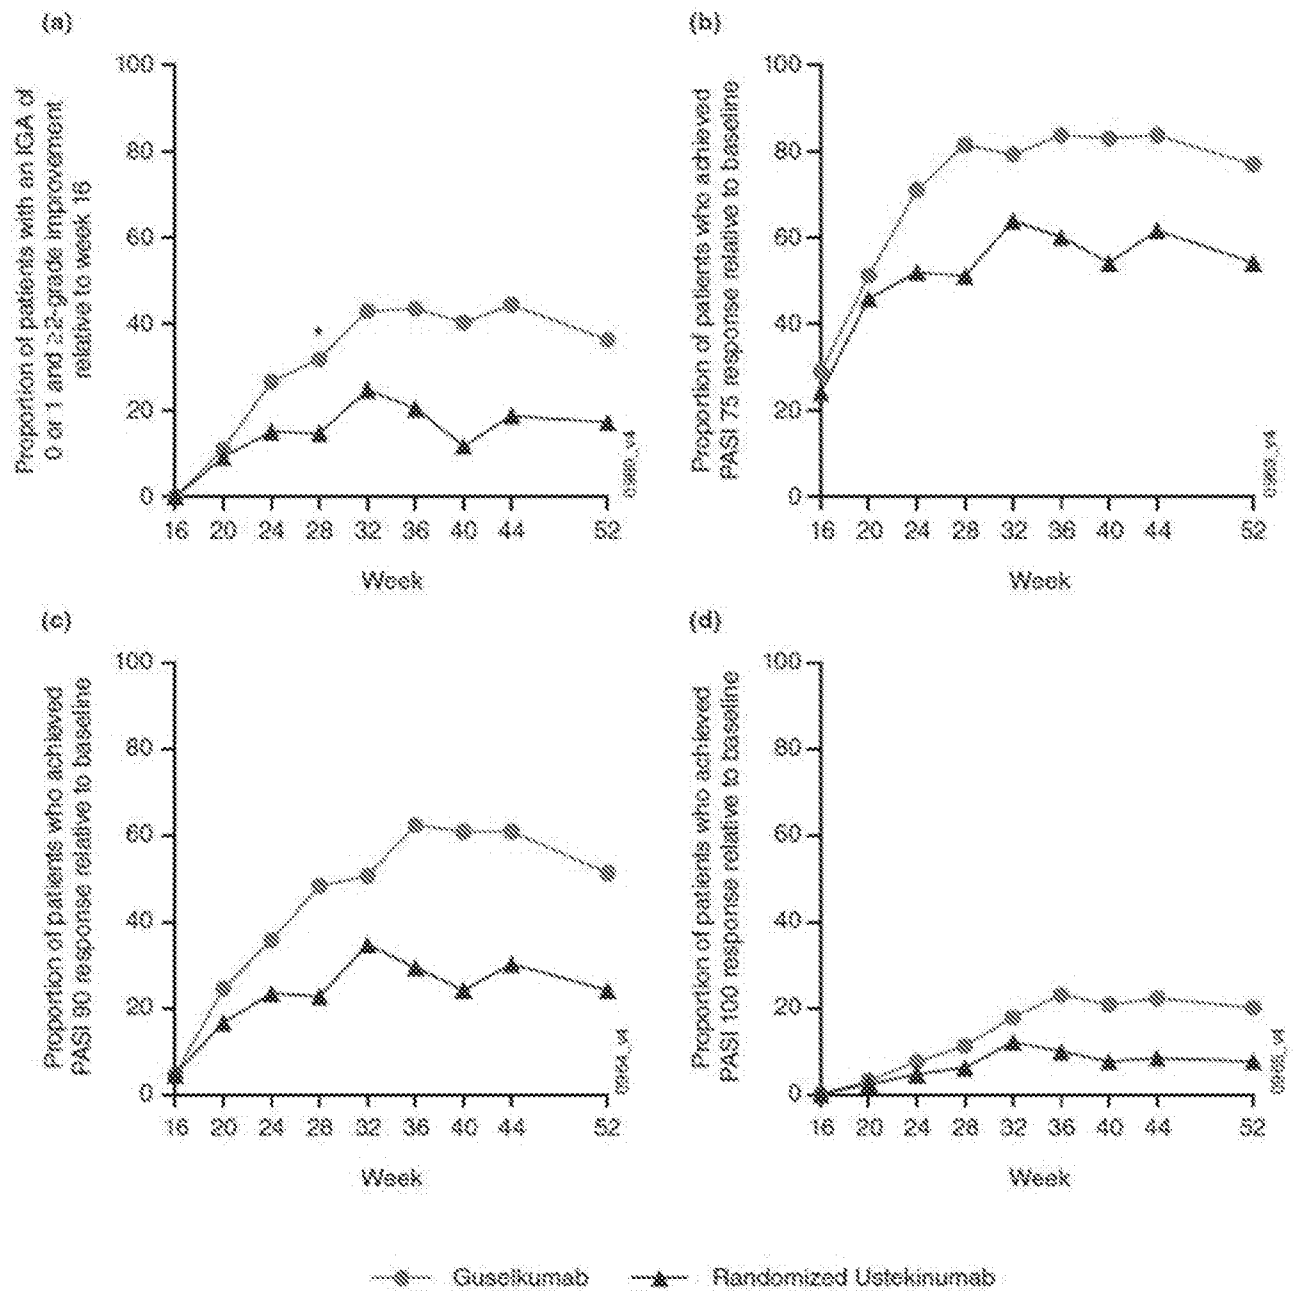 (a)
Proportion of patients with an IGA of
0 or 1 and ≥2-grade improvement
relative to week 16
100
80
60
40
20
0
*
16 20 24 28 32 36 40 44 52
Week
(b)
Proportion of patients who achieved
PASI 75 response relative to baseline
100
80
60
40
20
0
16 20 24 28 32 36 40 44 52
Week
(c)
Proportion of patients who achieved
PASI 90 response relative to baseline
100
80
60
40
20
0
16 20 24 28 32 36 40 44 52
Week
(d)
Proportion of patients who achieved
PASI 100 response relative to baseline
100
80
60
40
20
0
16 20 24 28 32 36 40 44 52
Week
Guselkumab
Randomized Ustekinumab